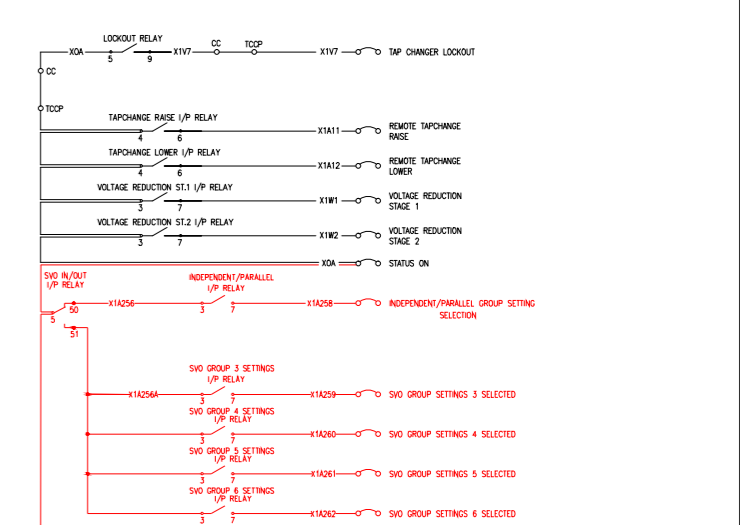 LOCKOUT RELAY
X0A 5 9 X1V7 CC TCCP X1V7 TAP CHANGER LOCKOUT
CC
TCCP
TAPCHANGE RAISE I/P RELAY
4 6 X1A11 REMOTE TAPCHANGE
RAISE
TAPCHANGE LOWER I/P RELAY
4 6 X1A12 REMOTE TAPCHANGE
LOWER
VOLTAGE REDUCTION ST.1 I/P RELAY
3 7 X1W1 VOLTAGE REDUCTION
STAGE 1
VOLTAGE REDUCTION ST.2 I/P RELAY
3 7 X1W2 VOLTAGE REDUCTION
STAGE 2
X0A STATUS ON
SVO IN/OUT
I/P RELAY
INDEPENDENT/PARALLEL
I/P RELAY
5 50 X1A256 3 7 X1A258 INDEPENDENT/PARALLEL GROUP SETTING
SELECTION
51
SVO GROUP 3 SETTINGS
I/P RELAY
X1A256A 3 7 X1A259 SVO GROUP SETTINGS 3 SELECTED
SVO GROUP 4 SETTINGS
I/P RELAY
3 7 X1A260 SVO GROUP SETTINGS 4 SELECTED
SVO GROUP 5 SETTINGS
I/P RELAY
3 7 X1A261 SVO GROUP SETTINGS 5 SELECTED
SVO GROUP 6 SETTINGS
I/P RELAY
3 7 X1A262 SVO GROUP SETTINGS 6 SELECTED